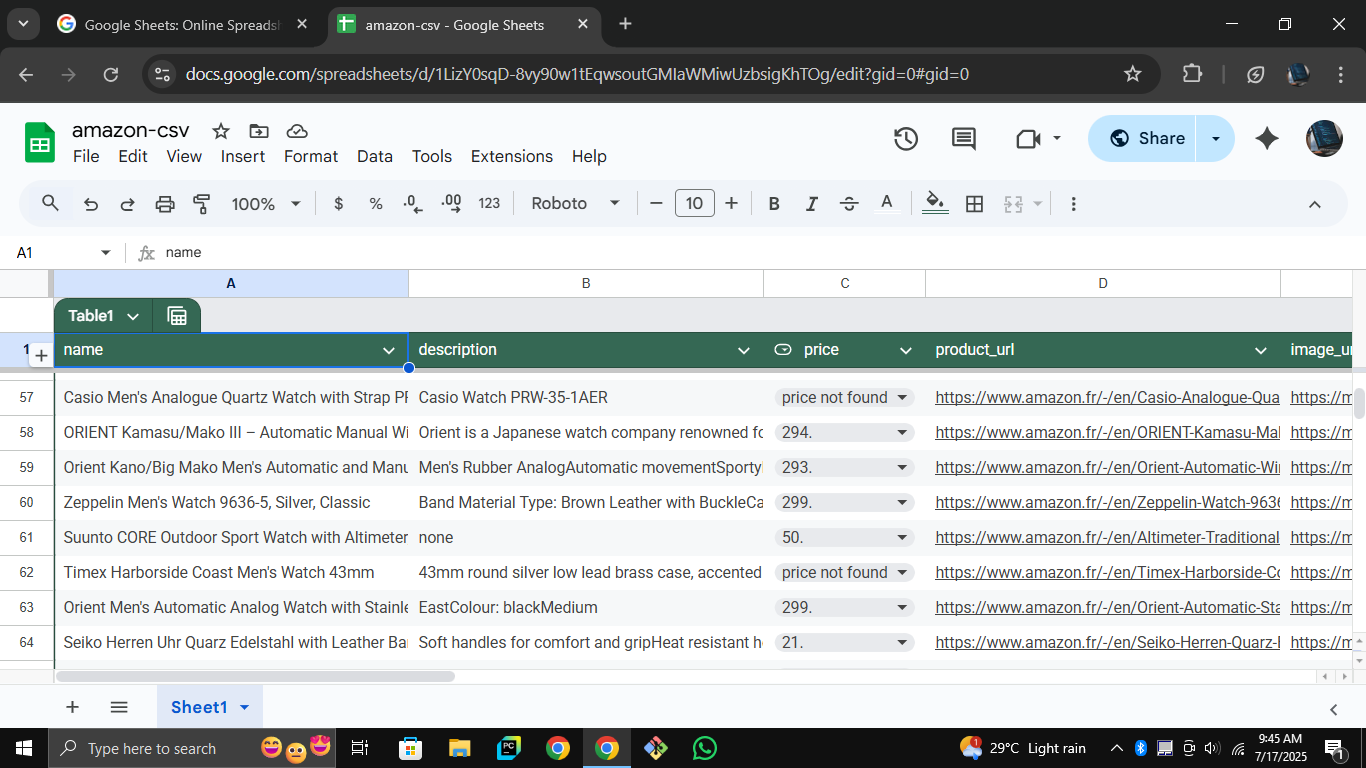 Google Sheets: Online Spreadsh
amazon-csv - Google Sheets
docs.google.com/spreadsheets/d/1LizY0sqD-8vy90w1tEqwsoutGMIaWMiwUzbsigKhTOg/edit?gid=0#gid=0
amazon-csv
File Edit View Insert Format Data Tools Extensions Help
Share
100% $ % .0 .00 123 Roboto 10 B I S A
A1 fx name
A B C D
Table1
1 name description price product_url image_u
57 Casio Men's Analogue Quartz Watch with Strap PR Casio Watch PRW-35-1AER price not found https://www.amazon.fr/-/en/Casio-Analogue-Qua https://m
58 ORIENT Kamasu/Mako III – Automatic Manual Wi Orient is a Japanese watch company renowned fo 294. https://www.amazon.fr/-/en/ORIENT-Kamasu-Mak https://m
59 Orient Kano/Big Mako Men's Automatic and Manu Men's Rubber AnalogAutomatic movementSporty 293. https://www.amazon.fr/-/en/Orient-Automatic-Wi https://m
60 Zeppelin Men's Watch 9636-5, Silver, Classic Band Material Type: Brown Leather with BuckleCa 299. https://www.amazon.fr/-/en/Zeppelin-Watch-9636 https://m
61 Suunto CORE Outdoor Sport Watch with Altimeter none 50. https://www.amazon.fr/-/en/Altimeter-Traditional https://m
62 Timex Harborside Coast Men's Watch 43mm 43mm round silver low lead brass case, accented price not found https://www.amazon.fr/-/en/Timex-Harborside-Co https://m
63 Orient Men's Automatic Analog Watch with Stainle EastColour: blackMedium 299. https://www.amazon.fr/-/en/Orient-Automatic-Sta https://m
64 Seiko Herren Uhr Quarz Edelstahl with Leather Ba Soft handles for comfort and gripHeat resistant h 21. https://www.amazon.fr/-/en/Seiko-Herren-Quarz- https://m
Sheet1
Type here to search
PC
1
29°C Light rain
9:45 AM
7/17/2025
1